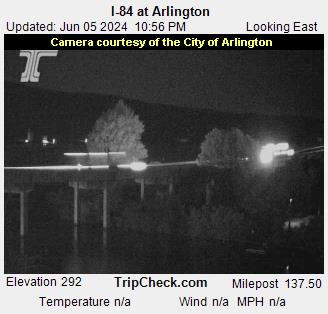 I-84 at Arlington
Updated: Jun 05 2024 10:56 PM Looking East
Camera courtesy of the City of Arlington
Elevation 292 TripCheck.com Milepost 137.50
Temperature n/a Wind n/a MPH n/a